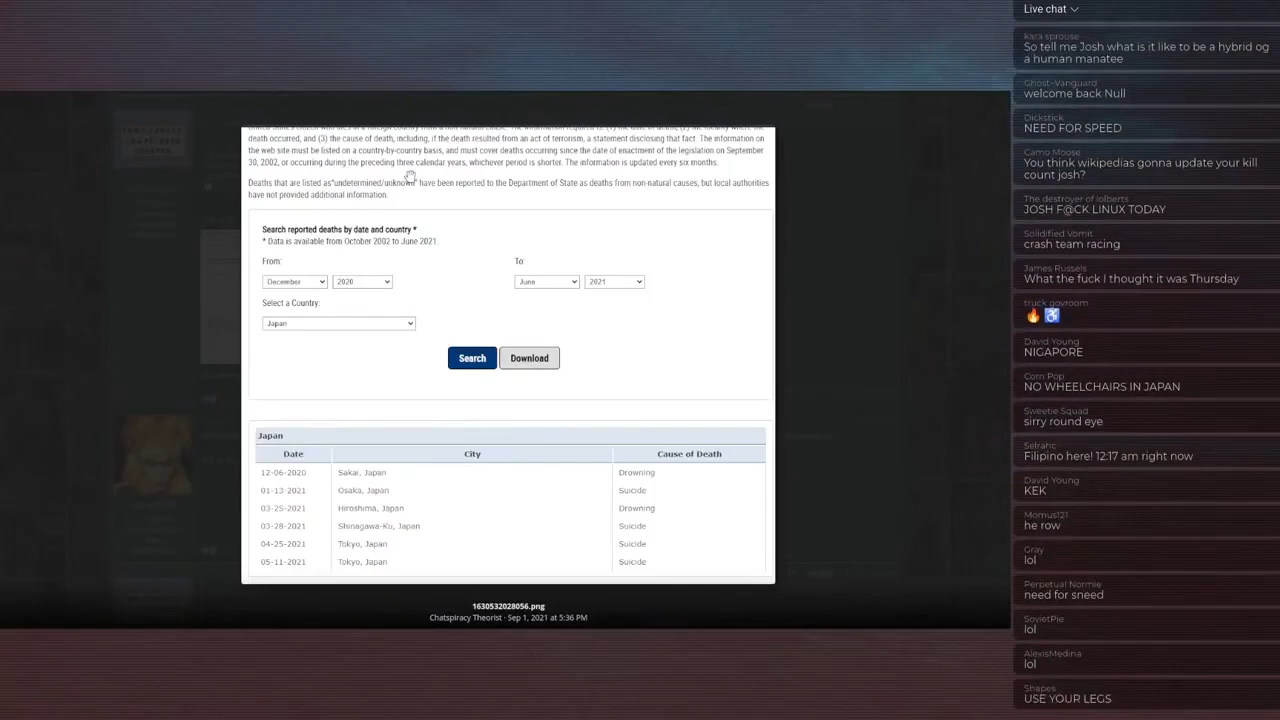 death occurred; and (3) the cause of death, including, if the death resulted from an act of terrorism, a statement disclosing that fact. The information on
the web site must be listed on a country-by-country basis, and must cover deaths occurring since the date of enactment of the legislation on September
30, 2002, or occurring during the preceding three calendar years, whichever period is shorter. The information is updated every six months.
Deaths that are listed as"undetermined/unknown" have been reported to the Department of State as deaths from non-natural causes, but local authorities
have not provided additional information.
Search reported deaths by date and country *
* Data is available from October 2002 to June 2021
From:
To:
December
2020
June
2021
Select a Country:
Japan
Search
Download
Japan
Date
City
Cause of Death
12-06-2020
Sakai, Japan
Drowning
01-13-2021
Osaka, Japan
Suicide
03-25-2021
Hiroshima, Japan
Drowning
03-28-2021
Shinagawa-Ku, Japan
Suicide
04-25-2021
Tokyo, Japan
Suicide
05-11-2021
Tokyo, Japan
Suicide
1630532028056.png
Chatspiracy Theorist · Sep 1, 2021 at 5:36 PM
Live chat
kara sprouse
So tell me Josh what is it like to be a hybrid og
a human manatee
Ghost-Vanguard
welcome back Null
Dickstick
NEED FOR SPEED
Camo Moose
You think wikipedias gonna update your kill
count josh?
The destroyer of lolberts
JOSH F@CK LINUX TODAY
Solidified Vomit
crash team racing
James Russels
What the fuck I thought it was Thursday
truck govroom
🔥♿
David Young
NIGAPORE
Corn Pop
NO WHEELCHAIRS IN JAPAN
Sweetie Squad
sirry round eye
Selrahc
Filipino here! 12:17 am right now
David Young
KEK
Momus121
he row
Gray
lol
Perpetual Normie
need for sneed
SovietPie
lol
AlexisMedina
lol
Shapes
USE YOUR LEGS